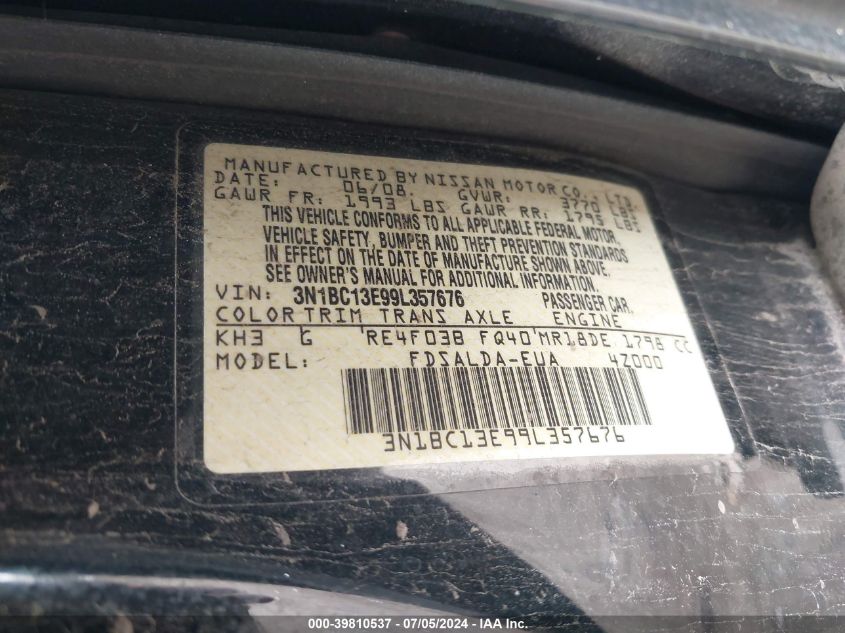 MANUFACTURED BY NISSAN MOTOR CO., LTD.
DATE: 06/08. GVWR: 3770 LBS
GAWR FR: 1993 LBS GAWR RR: 1795 LBS
THIS VEHICLE CONFORMS TO ALL APPLICABLE FEDERAL MOTOR
VEHICLE SAFETY, BUMPER AND THEFT PREVENTION STANDARDS
IN EFFECT ON THE DATE OF MANUFACTURE SHOWN ABOVE.
SEE OWNER'S MANUAL FOR ADDITIONAL INFORMATION.
VIN: 3N1BC13E99L357676 PASSENGER CAR.
COLOR TRIM TRANS AXLE ENGINE
KH3 G RE4F03B FQ40 MR18DE 1798 CC
MODEL: FDSALDA-EUA 4Z000
3N1BC13E99L357676
000-39810537 - 07/05/2024 - IAA Inc.